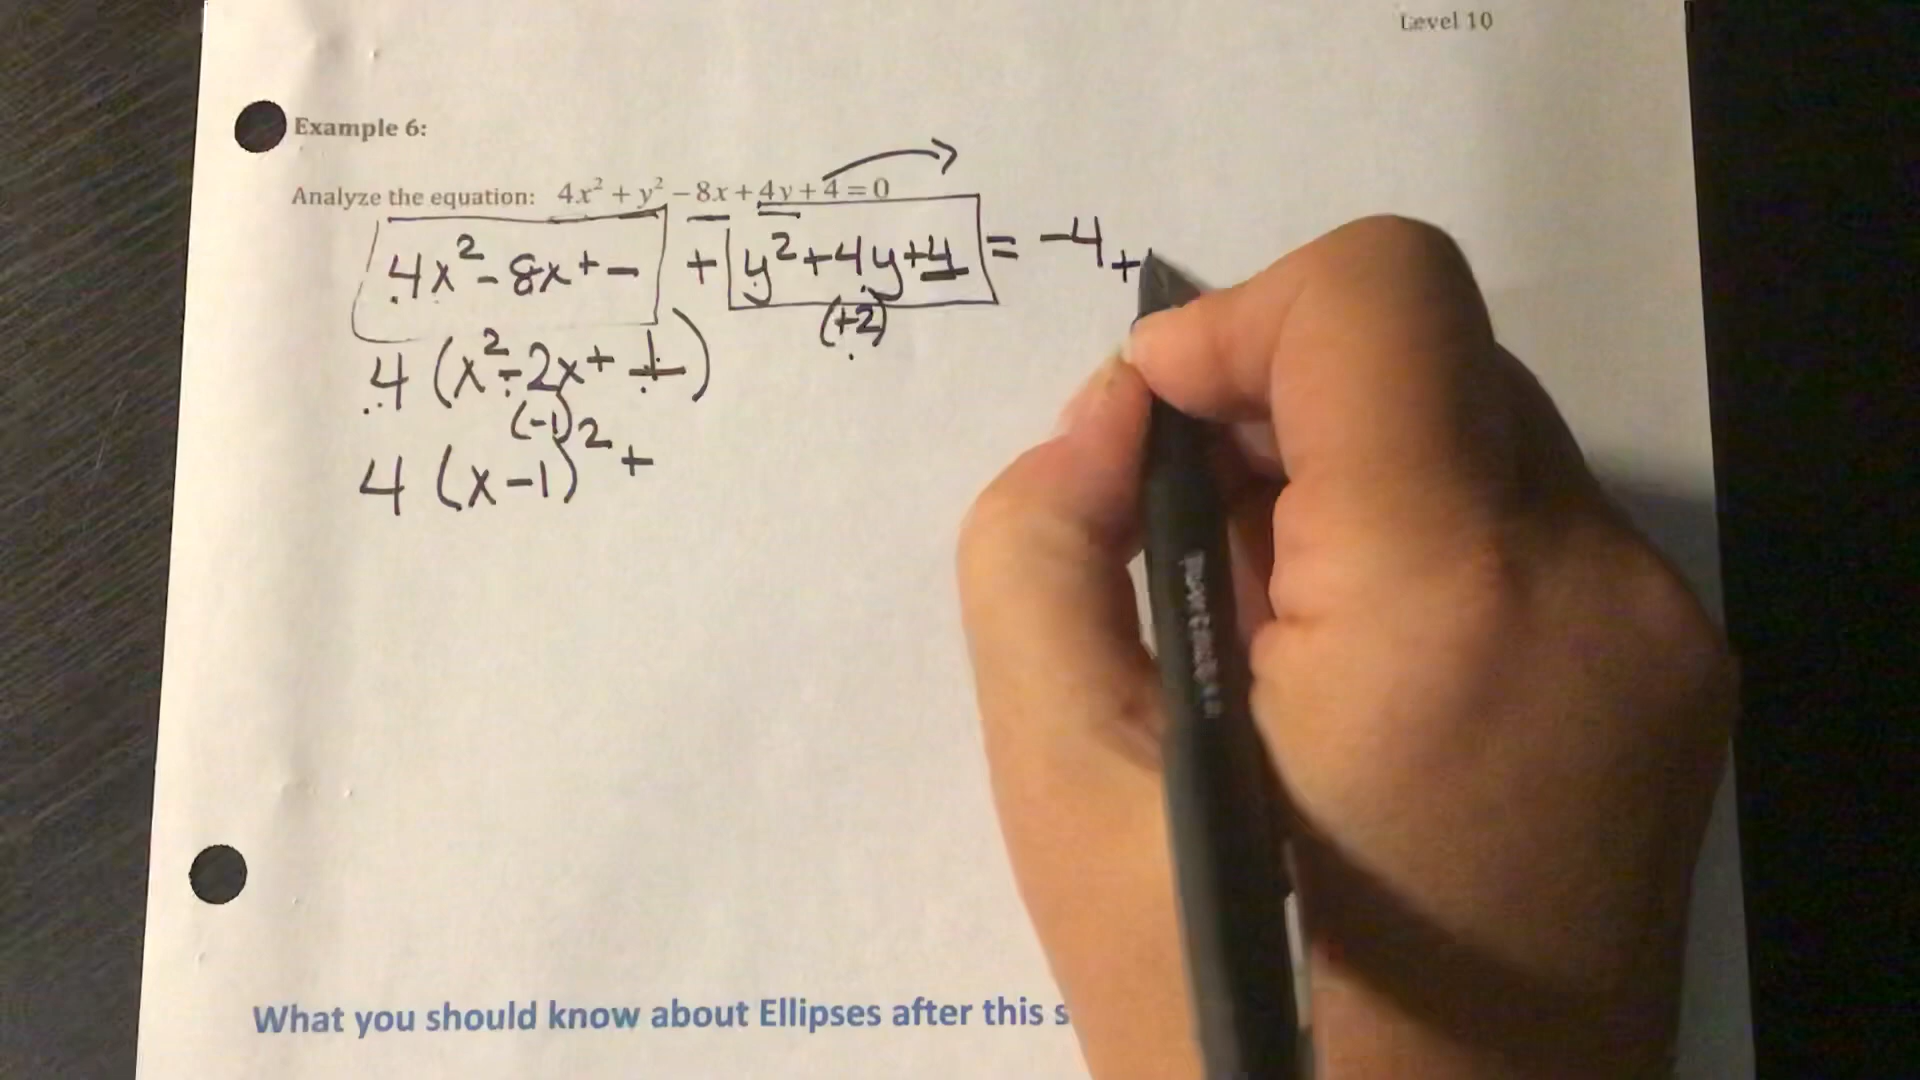 Level 10
Example 6:
Analyze the equation: 4x² + y² − 8x + 4y + 4 = 0
4x² - 8x + - + y² + 4y + 4 = -4 +
(+2)
4 (x² - 2x + 1)
(-1)
4 (x - 1)² +
What you should know about Ellipses after this s